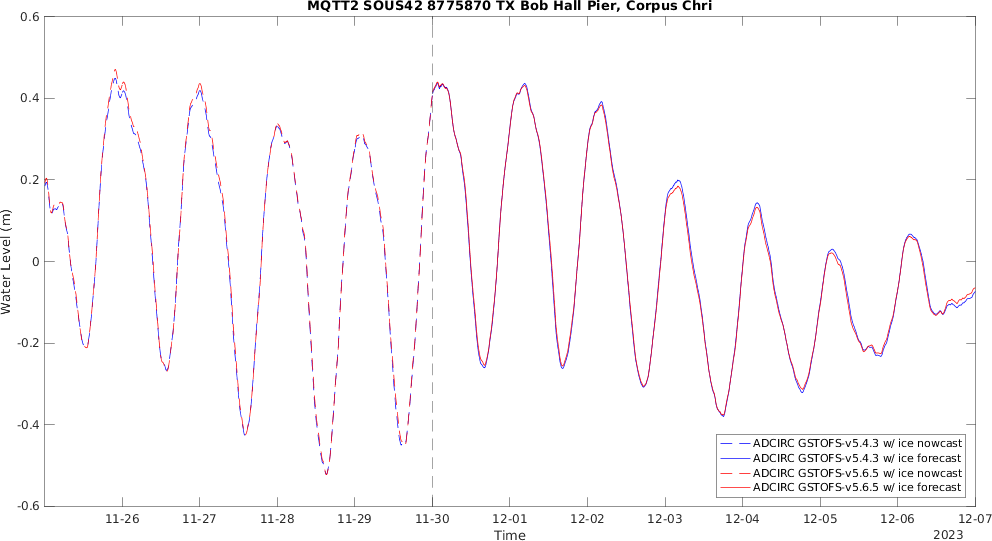 MQTT2 SOUS42 8775870 TX Bob Hall Pier, Corpus Chri
0.6
0.4
0.2
0
-0.2
-0.4
-0.6
Water Level (m)
ADCIRC GSTOFS-v5.4.3 w/ ice nowcast
ADCIRC GSTOFS-v5.4.3 w/ ice forecast
ADCIRC GSTOFS-v5.6.5 w/ ice nowcast
ADCIRC GSTOFS-v5.6.5 w/ ice forecast
11-26 11-27 11-28 11-29 11-30 12-01 12-02 12-03 12-04 12-05 12-06 12-07
Time
2023